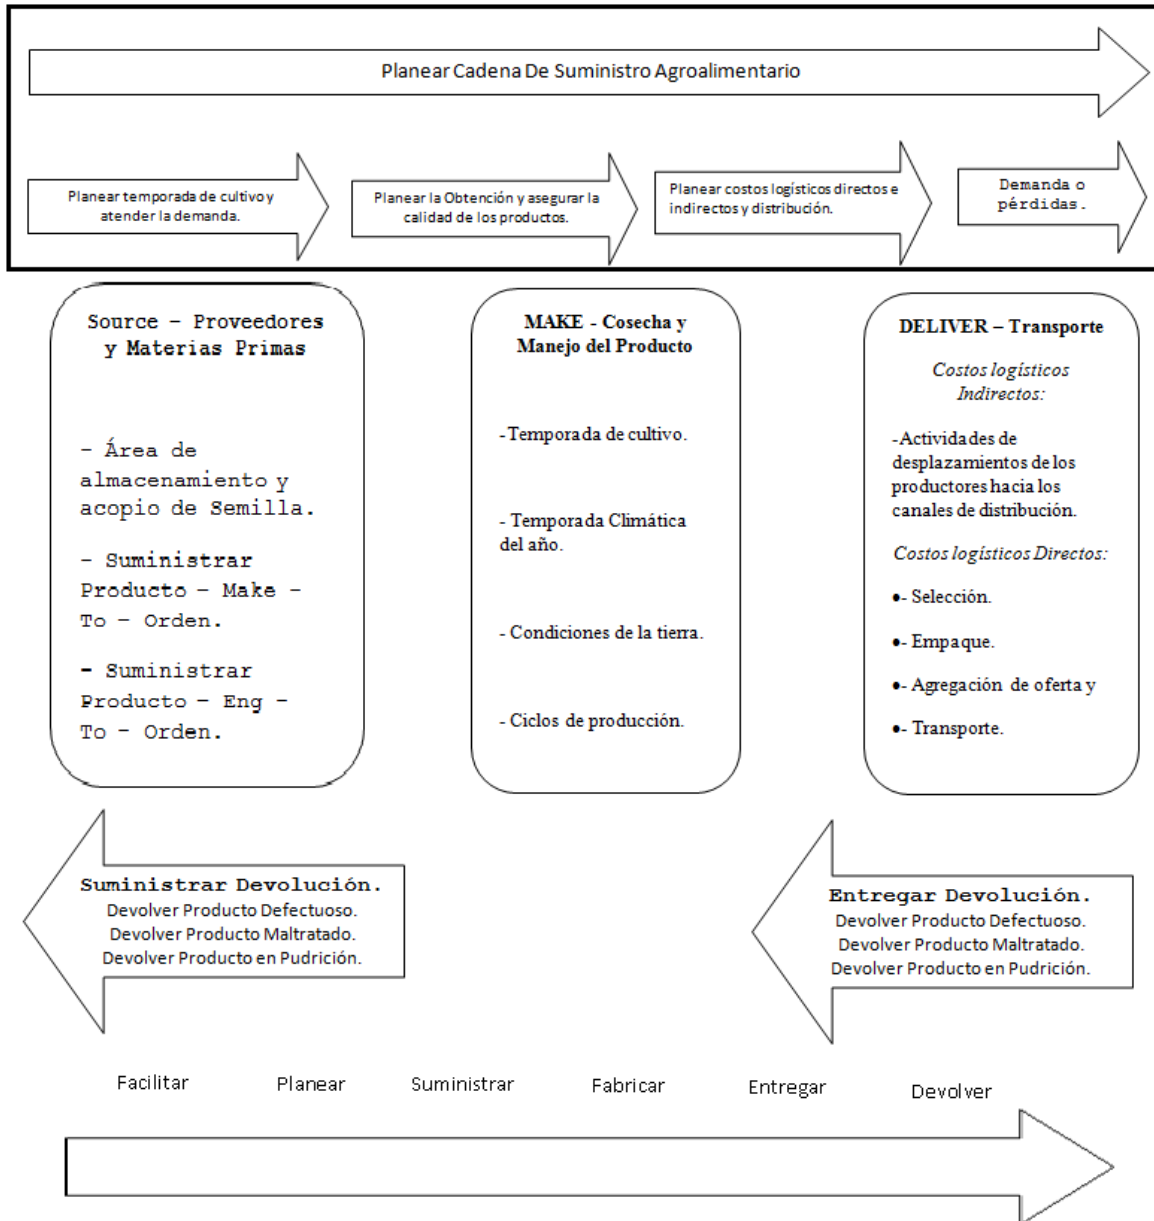 Planear Cadena De Suministro Agroalimentario
Planear temporada de cultivo y
atender la demanda.
Planear la Obtención y asegurar la
calidad de los productos.
Planear costos logísticos directos e
indirectos y distribución.
Demanda o
pérdidas.
Source – Proveedores
y Materias Primas
- Área de
almacenamiento y
acopio de Semilla.
- Suministrar
Producto – Make –
To – Orden.
- Suministrar
Producto – Eng –
To – Orden.
MAKE - Cosecha y
Manejo del Producto
-Temporada de cultivo.
- Temporada Climática
del año.
- Condiciones de la tierra.
- Ciclos de producción.
DELIVER – Transporte
Costos logísticos
Indirectos:
-Actividades de
desplazamientos de los
productores hacia los
canales de distribución.
Costos logísticos Directos:
•- Selección.
•- Empaque.
•- Agregación de oferta y
•- Transporte.
Suministrar Devolución.
Devolver Producto Defectuoso.
Devolver Producto Maltratado.
Devolver Producto en Pudrición.
Entregar Devolución.
Devolver Producto Defectuoso.
Devolver Producto Maltratado.
Devolver Producto en Pudrición.
Facilitar Planear Suministrar Fabricar Entregar Devolver